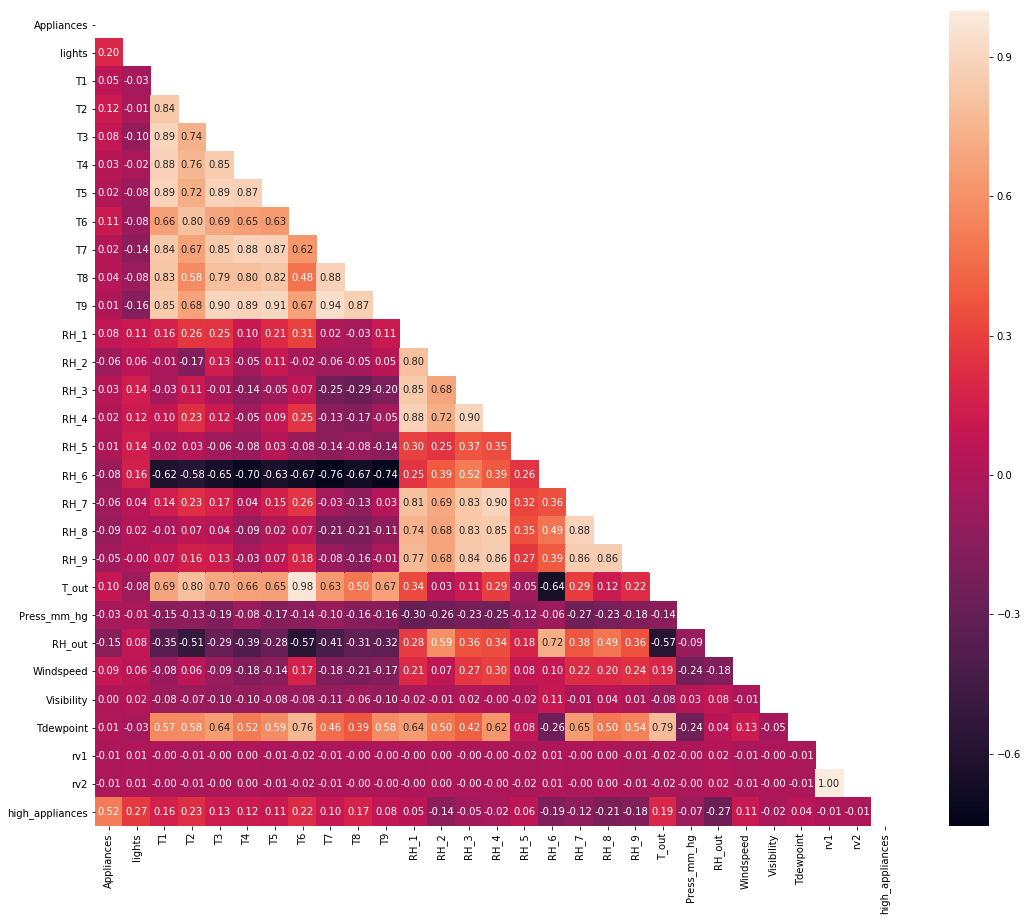 Appliances
lights 0.20
T1 0.05 -0.03
T2 0.12 -0.01 0.84
T3 0.08 -0.10 0.89 0.74
T4 0.03 -0.02 0.88 0.76 0.85
T5 0.02 -0.08 0.89 0.72 0.89 0.87
T6 0.11 -0.08 0.66 0.80 0.69 0.65 0.63
T7 0.02 -0.14 0.84 0.67 0.85 0.88 0.87 0.62
T8 0.04 -0.08 0.83 0.58 0.79 0.80 0.82 0.48 0.88
T9 0.01 -0.16 0.85 0.68 0.90 0.89 0.91 0.67 0.94 0.87
RH_1 0.08 0.11 0.16 0.26 0.25 0.10 0.21 0.31 0.02 -0.03 0.11
RH_2 -0.06 0.06 -0.01 -0.17 0.13 -0.05 0.11 -0.02 -0.06 -0.05 0.05 0.80
RH_3 0.03 0.14 -0.03 0.11 -0.01 -0.14 -0.05 0.07 -0.25 -0.29 -0.20 0.85 0.68
RH_4 0.02 0.12 0.10 0.23 0.12 -0.05 0.09 0.25 -0.13 -0.17 -0.05 0.88 0.72 0.90
RH_5 0.01 0.14 -0.02 0.03 -0.06 -0.08 0.03 -0.08 -0.14 -0.08 -0.14 0.30 0.25 0.37 0.35
RH_6 -0.08 0.16 -0.62 -0.58 -0.65 -0.70 -0.63 -0.67 -0.76 -0.67 -0.74 0.25 0.39 0.52 0.39 0.26
RH_7 -0.06 0.04 0.14 0.23 0.17 0.04 0.15 0.26 -0.03 -0.13 0.03 0.81 0.69 0.83 0.90 0.32 0.36
RH_8 -0.09 0.02 -0.01 0.07 0.04 -0.09 0.02 0.07 -0.21 -0.21 -0.11 0.74 0.68 0.83 0.85 0.35 0.49 0.88
RH_9 -0.05 -0.00 0.07 0.16 0.13 -0.03 0.07 0.18 -0.08 -0.16 -0.01 0.77 0.68 0.84 0.86 0.27 0.39 0.86 0.86
T_out 0.10 -0.08 0.69 0.80 0.70 0.66 0.65 0.98 0.63 0.50 0.67 0.34 0.03 0.11 0.29 -0.05 -0.64 0.29 0.12 0.22
Press_mm_hg -0.03 -0.01 -0.15 -0.13 -0.19 -0.08 -0.17 -0.14 -0.10 -0.16 -0.16 -0.30 -0.26 -0.23 -0.25 -0.12 -0.06 -0.27 -0.23 -0.18 -0.14
RH_out -0.15 0.08 -0.35 -0.51 -0.29 -0.39 -0.28 -0.57 -0.41 -0.31 -0.32 0.28 0.59 0.36 0.34 0.18 0.72 0.38 0.49 0.36 -0.57 -0.09
Windspeed 0.09 0.06 -0.08 0.06 -0.09 -0.18 -0.14 0.17 -0.18 -0.21 -0.17 0.21 0.07 0.27 0.30 0.08 0.10 0.22 0.20 0.24 0.19 -0.24 -0.18
Visibility 0.00 0.02 -0.08 -0.07 -0.10 -0.10 -0.08 -0.08 -0.11 -0.06 -0.10 -0.02 -0.01 0.02 -0.00 -0.02 0.11 -0.01 0.04 0.01 -0.08 0.03 0.08 -0.01
Tdewpoint 0.01 -0.03 0.57 0.58 0.64 0.52 0.59 0.76 0.46 0.39 0.58 0.64 0.50 0.42 0.62 0.08 -0.26 0.65 0.50 0.54 0.79 -0.24 0.04 0.13 -0.05
rv1 -0.01 0.01 -0.00 -0.01 -0.00 -0.00 -0.01 -0.01 -0.00 -0.00 -0.00 -0.00 0.00 -0.00 -0.00 -0.02 0.01 -0.00 -0.00 -0.01 -0.02 0.00 0.02 -0.01 -0.00 -0.01
rv2 -0.01 0.01 -0.00 -0.01 -0.00 -0.00 -0.01 -0.01 -0.00 -0.00 -0.00 -0.00 0.00 -0.00 -0.00 -0.02 0.01 -0.00 -0.00 -0.01 -0.02 0.00 0.02 -0.01 -0.00 -0.01 1.00
high_appliances 0.52 0.27 0.16 0.23 0.13 0.12 0.11 0.22 0.10 0.17 0.08 0.05 -0.14 -0.05 -0.02 0.06 -0.19 -0.12 -0.21 -0.18 0.19 -0.07 -0.27 0.11 -0.02 0.04 -0.01 -0.01
Appliances lights T1 T2 T3 T4 T5 T6 T7 T8 T9 RH_1 RH_2 RH_3 RH_4 RH_5 RH_6 RH_7 RH_8 RH_9 T_out Press_mm_hg RH_out Windspeed Visibility Tdewpoint rv1 rv2 high_appliances
0.9
0.6
0.3
0.0
-0.3
-0.6